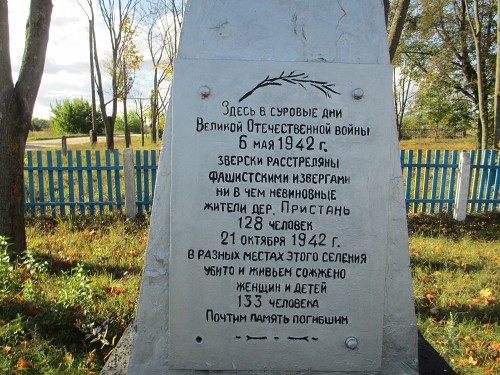 Здесь в суровые дни
Великой Отечественной войны
6 мая 1942 г.
зверски расстреляны
фашистскими извергами
ни в чем невиновные
жители дер. Пристань
128 человек
21 октября 1942 г.
в разных местах этого селения
убито и живьем сожжено
женщин и детей
133 человека
Почтим память погибшим